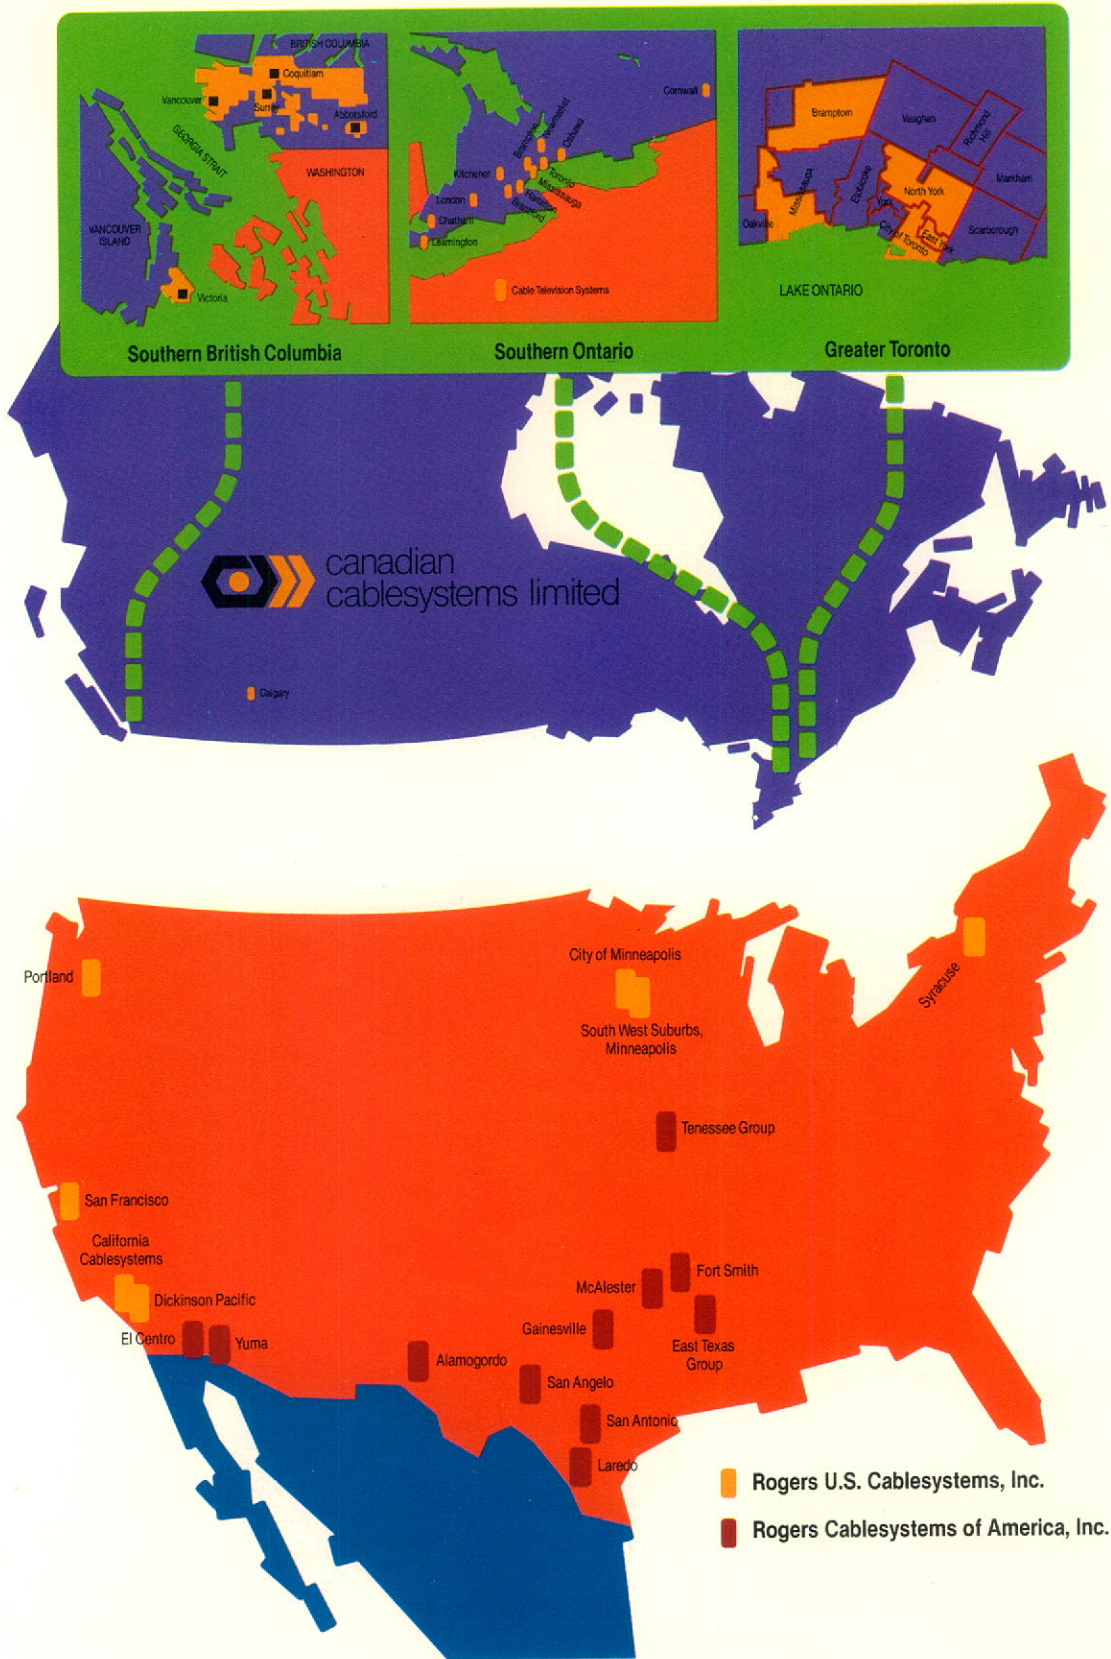 BRITISH COLUMBIA
Coquitlam
Vancouver
Surrey
Abbotsford
GEORGIA STRAIT
WASHINGTON
VANCOUVER
ISLAND
Victoria
Southern British Columbia
Cornwall
Newmarket
Brampton
Oshawa
Kitchener
Toronto
Mississauga
London
Hamilton
Brantford
Chatham
Leamington
Cable Television Systems
Southern Ontario
Brampton
Vaughan
Richmond
Hill
Markham
Mississauga
Etobicoke
North York
York
Oakville
City of Toronto
East York
Scarborough
LAKE ONTARIO
Greater Toronto
canadian
cablesystems limited
Calgary
Portland
City of Minneapolis
South West Suburbs,
Minneapolis
Syracuse
Tenessee Group
San Francisco
California
Cablesystems
Dickinson Pacific
El Centro
Yuma
Fort Smith
McAlester
Gainesville
East Texas
Group
Alamogordo
San Angelo
San Antonio
Laredo
Rogers U.S. Cablesystems, Inc.
Rogers Cablesystems of America, Inc.